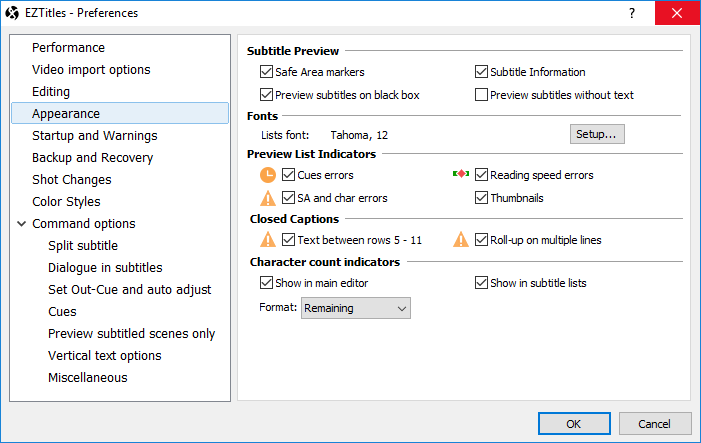 EZTitles - Preferences
?
Performance
Video import options
Editing
Appearance
Startup and Warnings
Backup and Recovery
Shot Changes
Color Styles
Command options
Split subtitle
Dialogue in subtitles
Set Out-Cue and auto adjust
Cues
Preview subtitled scenes only
Vertical text options
Miscellaneous
Subtitle Preview
Safe Area markers
Subtitle Information
Preview subtitles on black box
Preview subtitles without text
Fonts
Lists font: Tahoma, 12
Setup...
Preview List Indicators
Cues errors
Reading speed errors
SA and char errors
Thumbnails
Closed Captions
Text between rows 5 - 11
Roll-up on multiple lines
Character count indicators
Show in main editor
Show in subtitle lists
Format: Remaining
OK
Cancel